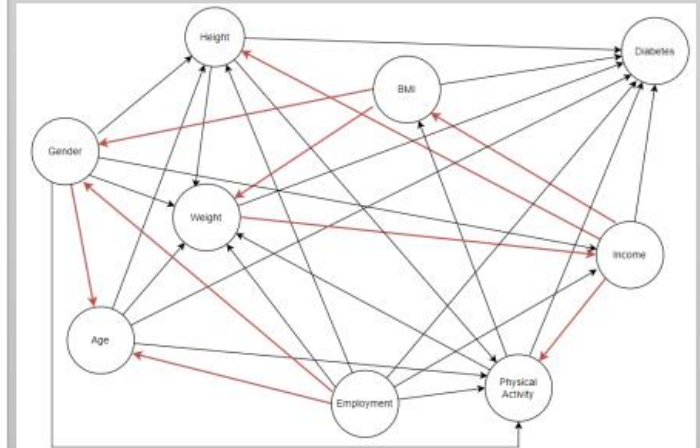 Height
Diabetes
BMI
Gender
Weight
Income
Age
Physical
Activity
Employment